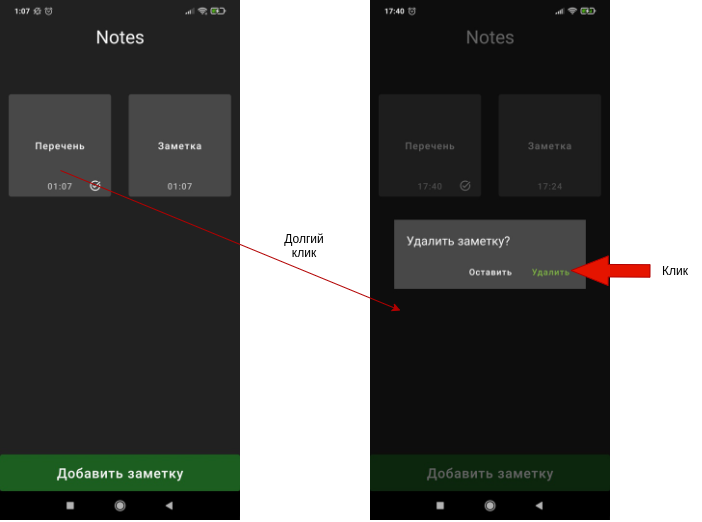 1:07
Notes
Перечень
Заметка
01:07
01:07
Добавить заметку
Долгий
клик
17:40
Notes
Перечень
Заметка
17:40
17:24
Удалить заметку?
Оставить
Удалить
Добавить заметку
Клик